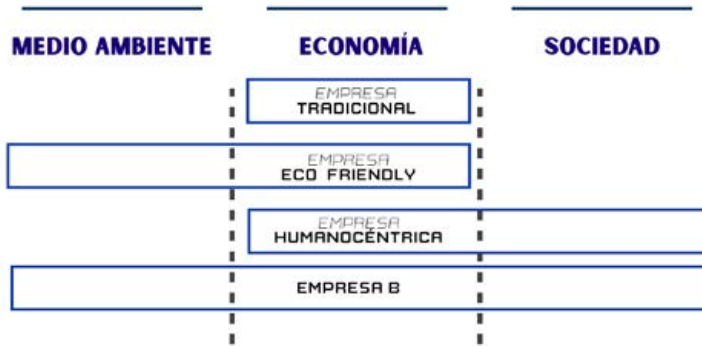 MEDIO AMBIENTE
ECONOMÍA
SOCIEDAD
EMPRESA
TRADICIONAL
EMPRESA
ECO FRIENDLY
EMPRESA
HUMANOCÉNTRICA
EMPRESA B